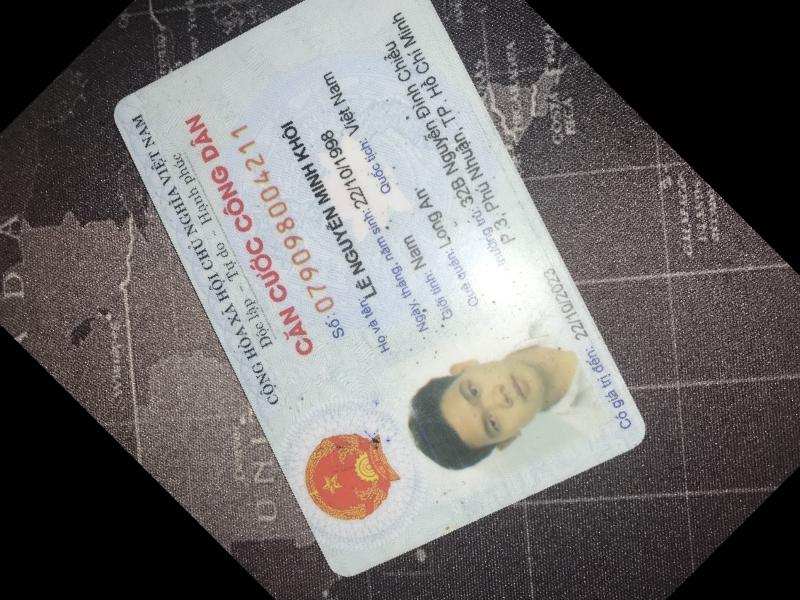 CỘNG HÒA XÃ HỘI CHỦ NGHĨA VIỆT NAM
Độc lập - Tự do - Hạnh phúc
CĂN CƯỚC CÔNG DÂN
Số: 079098004211
Họ và tên: LÊ NGUYÊN MINH KHÔI
Ngày, tháng, năm sinh: 22/10/1998 Quốc tịch: Việt Nam
Giới tính: Nam
Quê quán: Long An
thường trú: 32B Nguyễn Đình Chiểu,
P.3, Phú Nhuận, TP. Hồ Chí Minh
Có giá trị đến: 22/10/2023